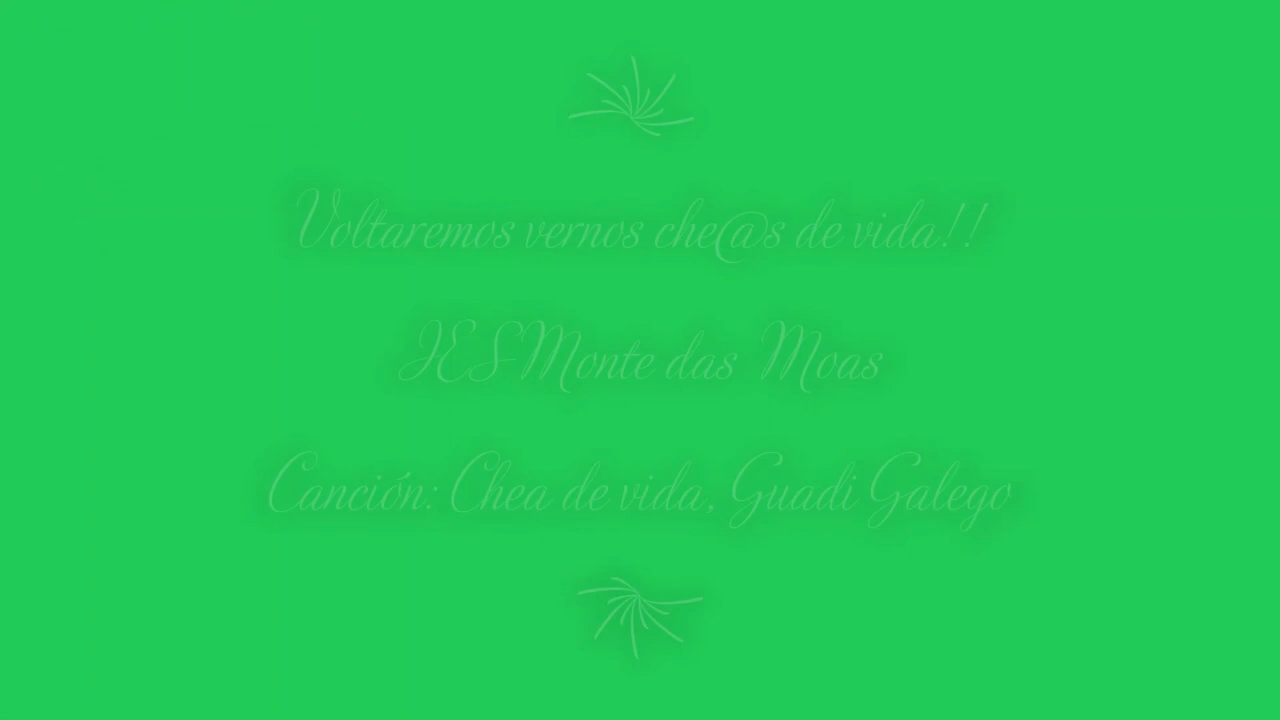 Voltaremos vernos che@s de vida!!
IES Monte das Moas
Canción: Chea de vida, Guadi Galego